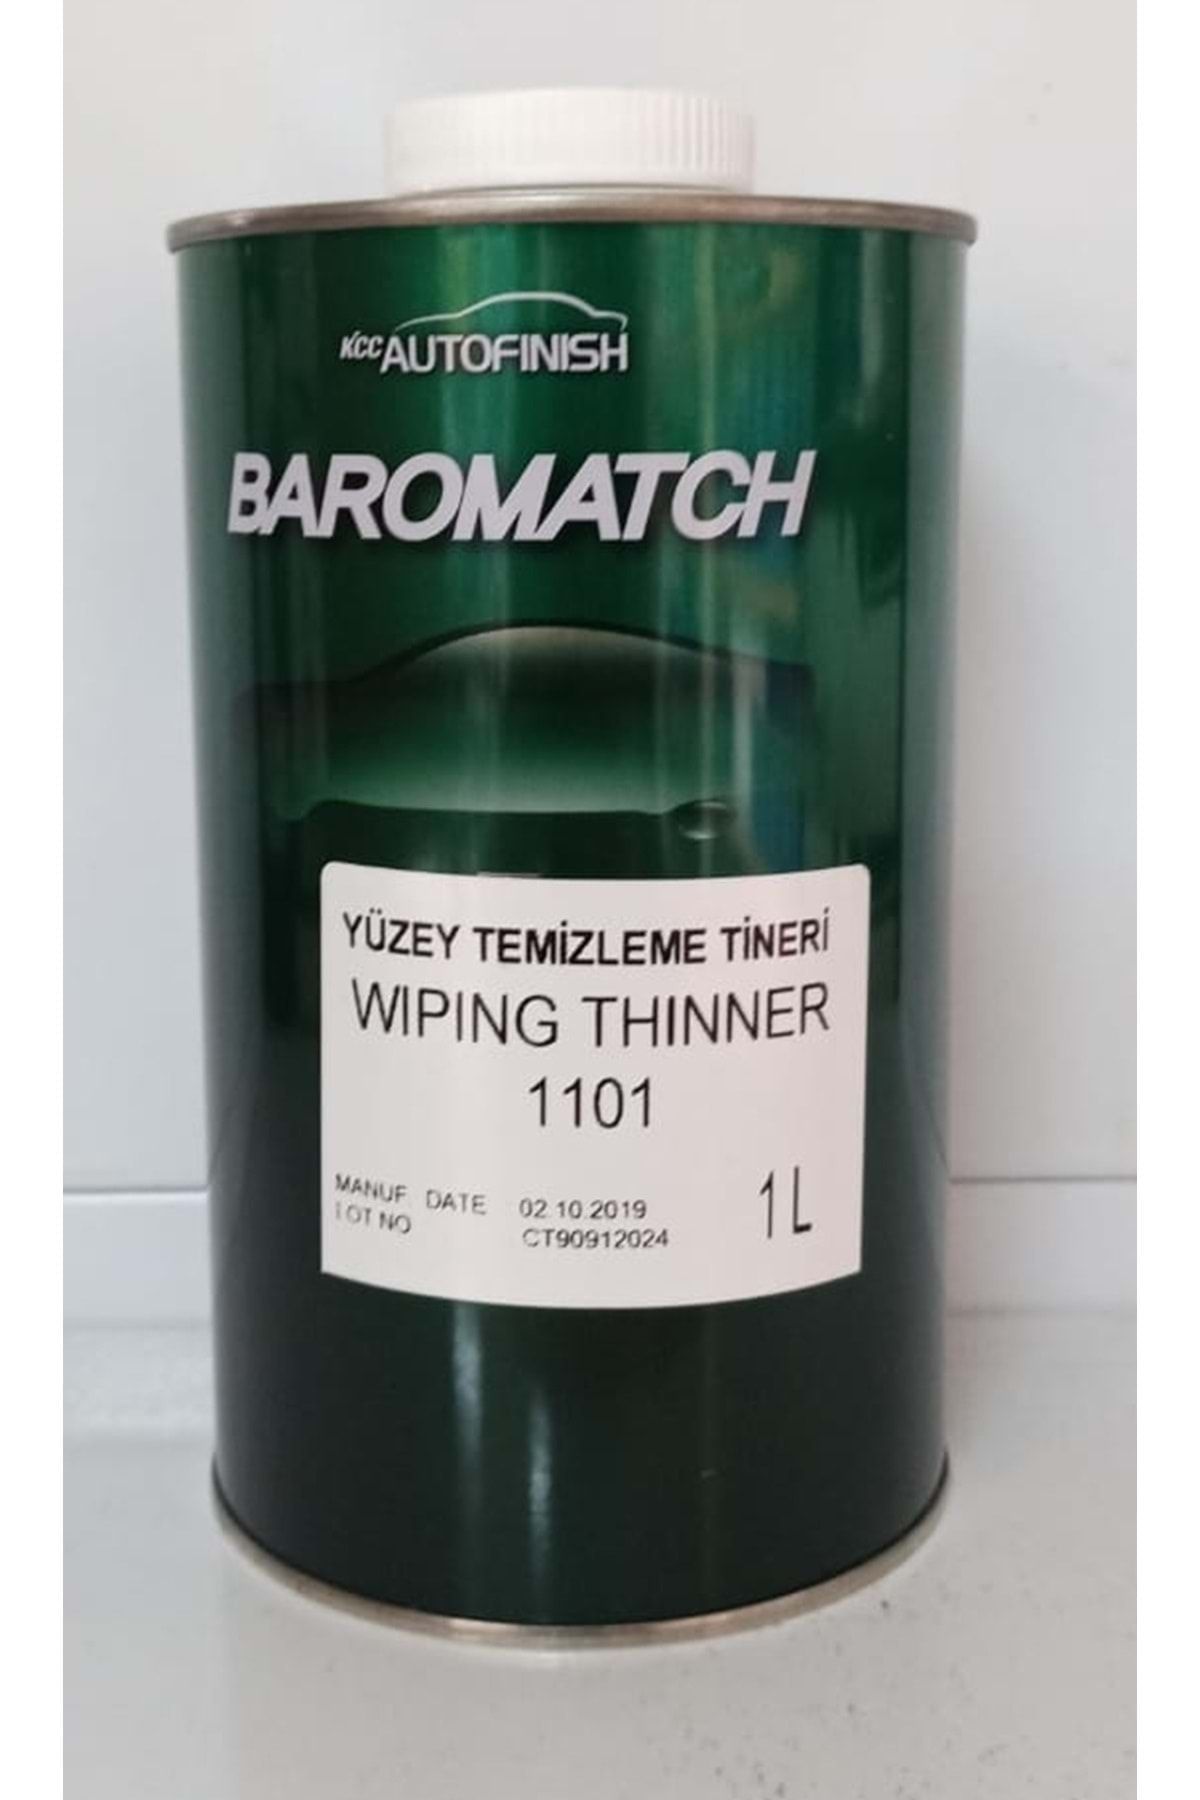 KCC AUTOFINISH
BAROMATCH
YÜZEY TEMİZLEME TİNERİ
WIPING THINNER
1101
MANUF. DATE 02.10.2019
LOT NO CT90912024
1 L